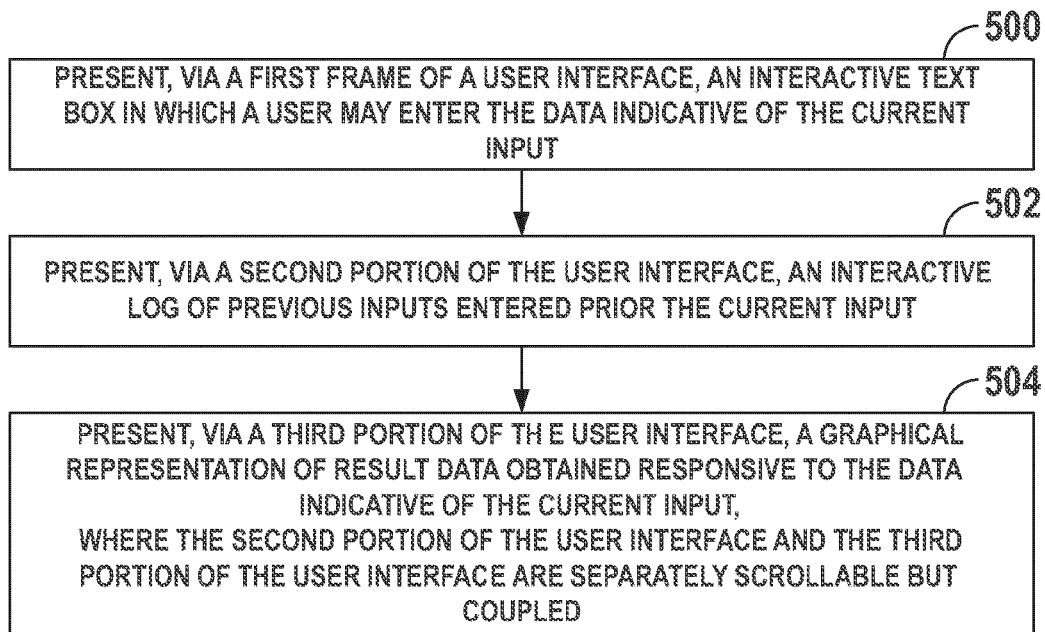 500
PRESENT, VIA A FIRST FRAME OF A USER INTERFACE, AN INTERACTIVE TEXT
BOX IN WHICH A USER MAY ENTER THE DATA INDICATIVE OF THE CURRENT
INPUT
502
PRESENT, VIA A SECOND PORTION OF THE USER INTERFACE, AN INTERACTIVE
LOG OF PREVIOUS INPUTS ENTERED PRIOR THE CURRENT INPUT
504
PRESENT, VIA A THIRD PORTION OF TH E USER INTERFACE, A GRAPHICAL
REPRESENTATION OF RESULT DATA OBTAINED RESPONSIVE TO THE DATA
INDICATIVE OF THE CURRENT INPUT,
WHERE THE SECOND PORTION OF THE USER INTERFACE AND THE THIRD
PORTION OF THE USER INTERFACE ARE SEPARATELY SCROLLABLE BUT
COUPLED